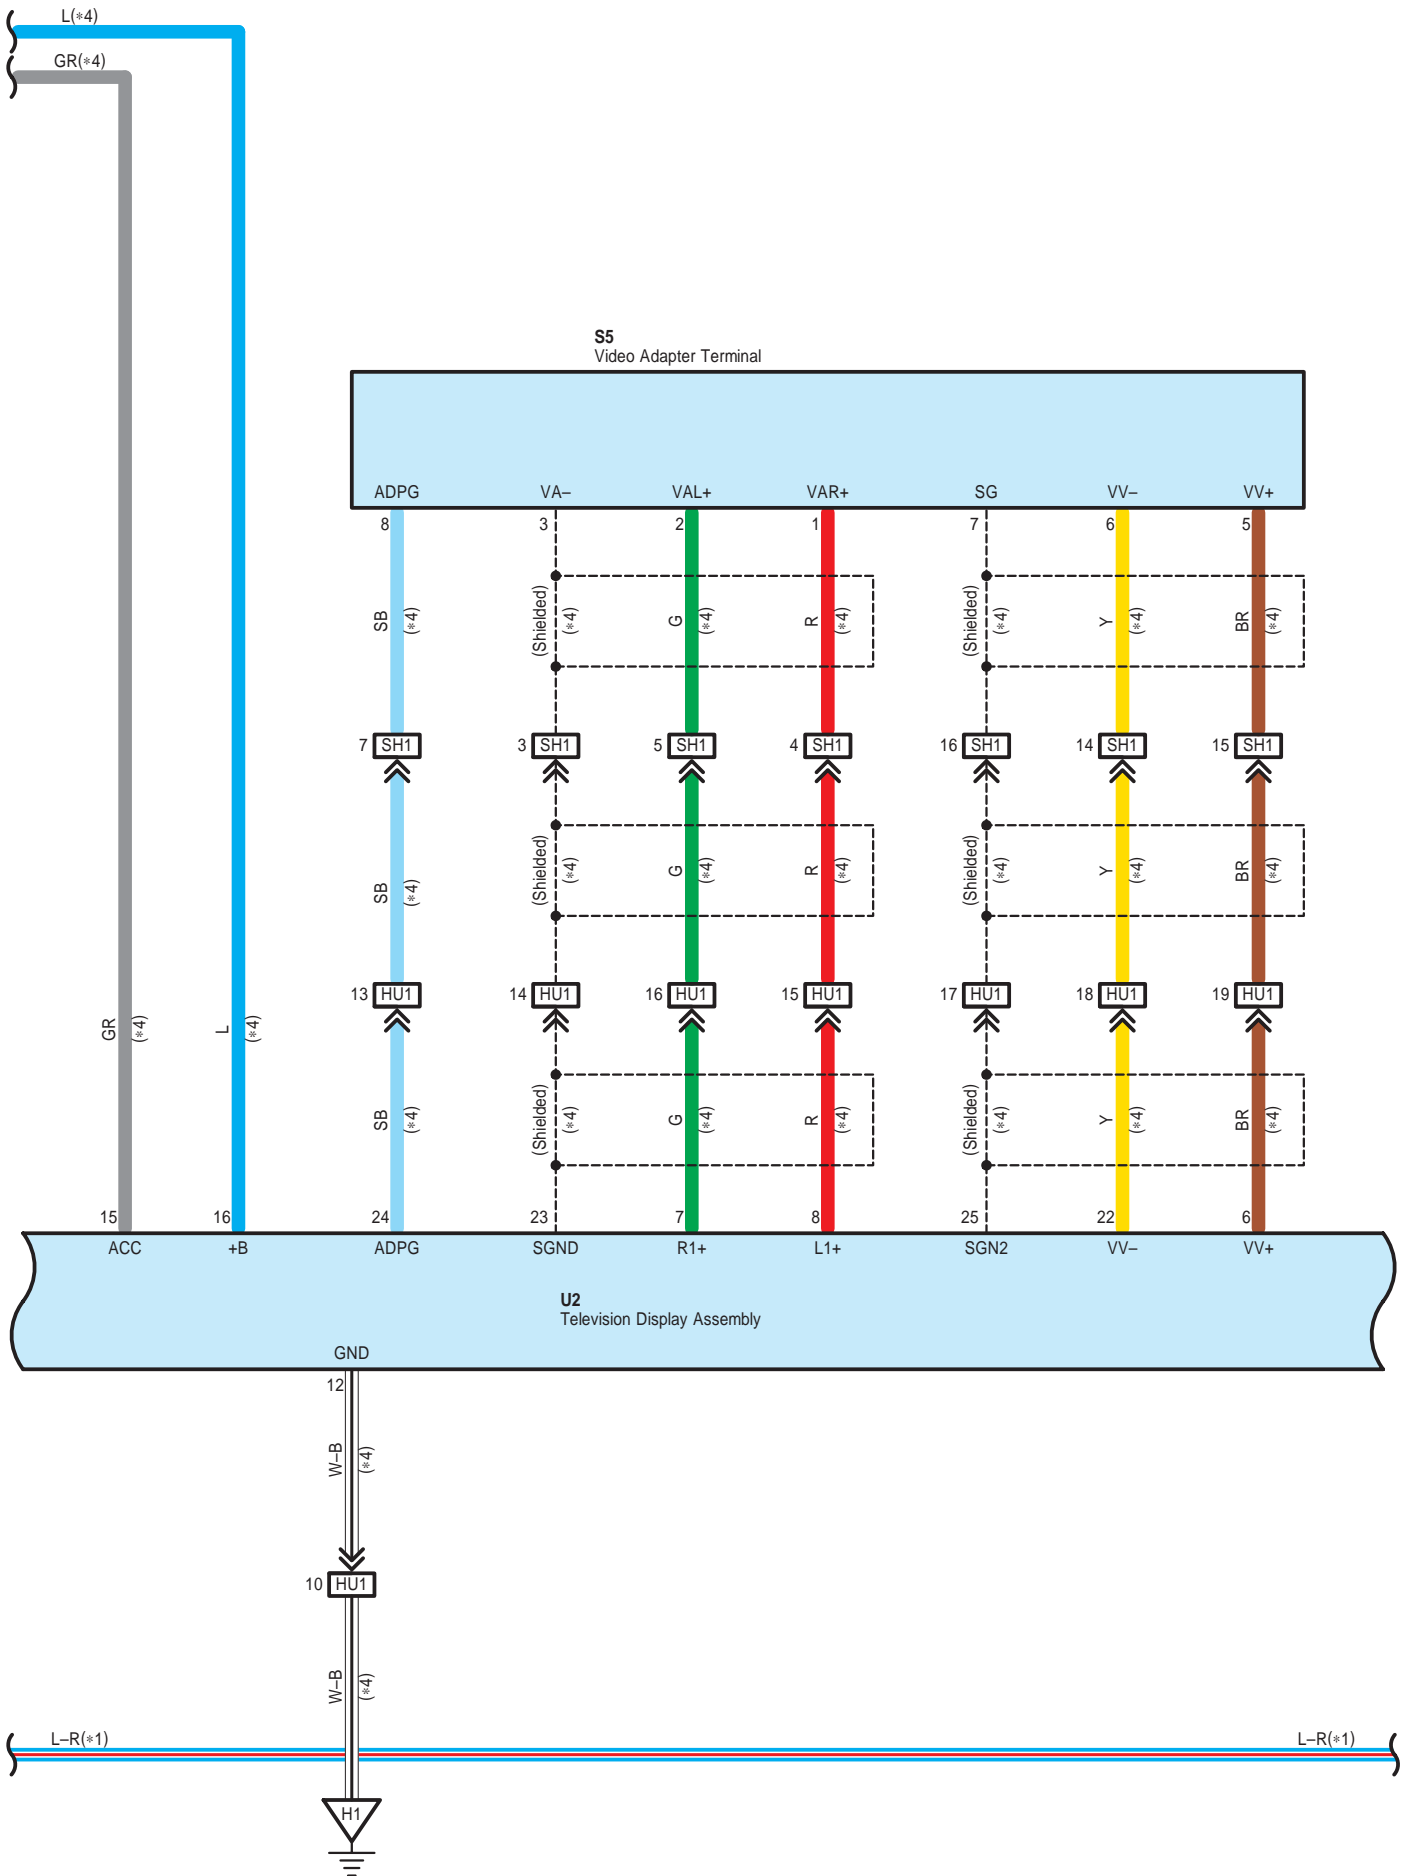 L(*4)
GR(*4)
S5
Video Adapter Terminal
ADPG VA– VAL+ VAR+ SG VV– VV+
8 3 2 1 7 6 5
SB (*4) (Shielded) (*4) G (*4) R (*4) (Shielded) (*4) Y (*4) BR (*4)
7 SH1 3 SH1 5 SH1 4 SH1 16 SH1 14 SH1 15 SH1
SB (*4) (Shielded) (*4) G (*4) R (*4) (Shielded) (*4) Y (*4) BR (*4)
13 HU1 14 HU1 16 HU1 15 HU1 17 HU1 18 HU1 19 HU1
GR (*4) L (*4)
SB (*4) (Shielded) (*4) G (*4) R (*4) (Shielded) (*4) Y (*4) BR (*4)
15 16 24 23 7 8 25 22 6
ACC +B ADPG SGND R1+ L1+ SGN2 VV– VV+
U2
Television Display Assembly
GND
12
W–B (*4)
10 HU1
W–B (*4)
L–R(*1) L–R(*1)
H1